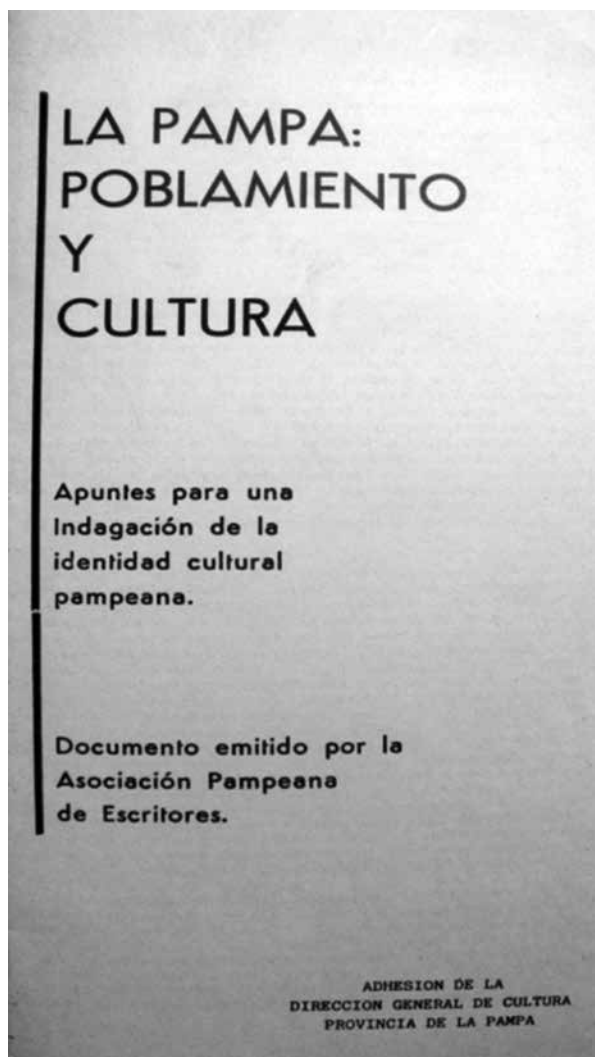 LA PAMPA:
POBLAMIENTO
Y
CULTURA
Apuntes para una
Indagación de la
identidad cultural
pampeana.
Documento emitido por la
Asociación Pampeana
de Escritores.
ADHESION DE LA
DIRECCION GENERAL DE CULTURA
PROVINCIA DE LA PAMPA